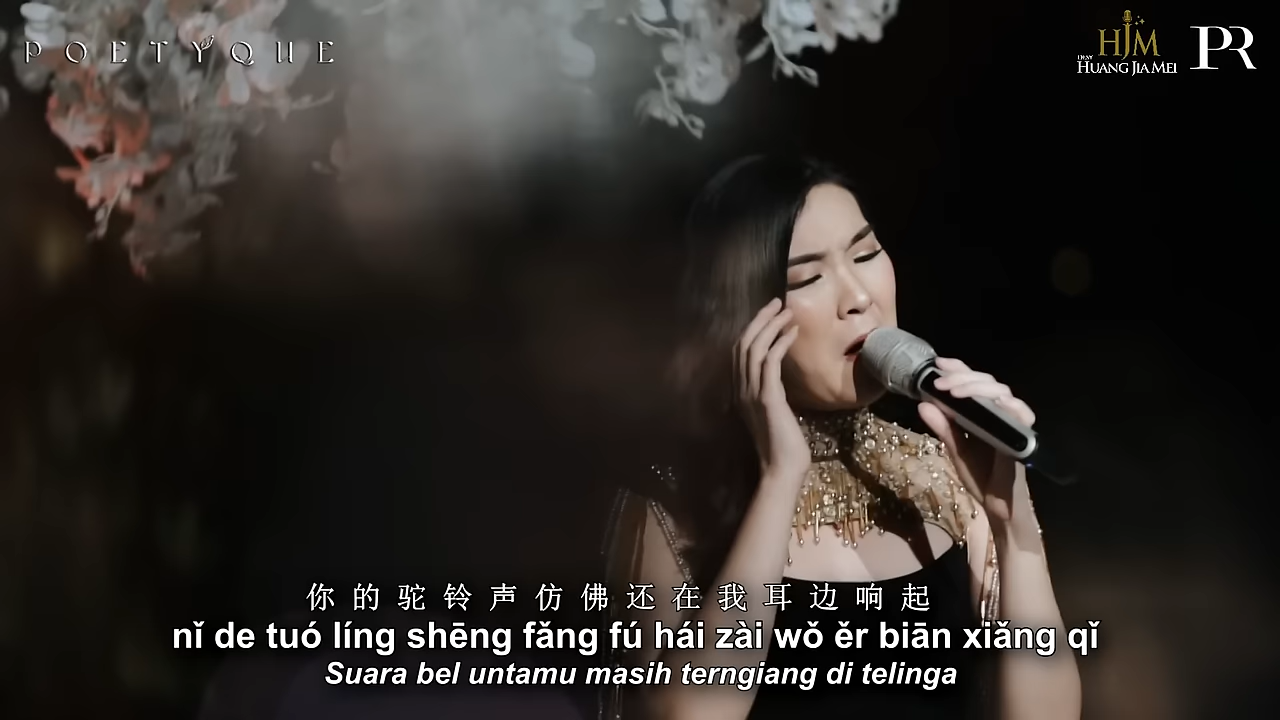 POETYQUE
HJM
HUANG JIA MEI
PR
你的驼铃声仿佛还在我耳边响起
nǐ de tuó líng shēng fǎng fú hái zài wǒ ěr biān xiǎng qǐ
Suara bel untamu masih terngiang di telinga